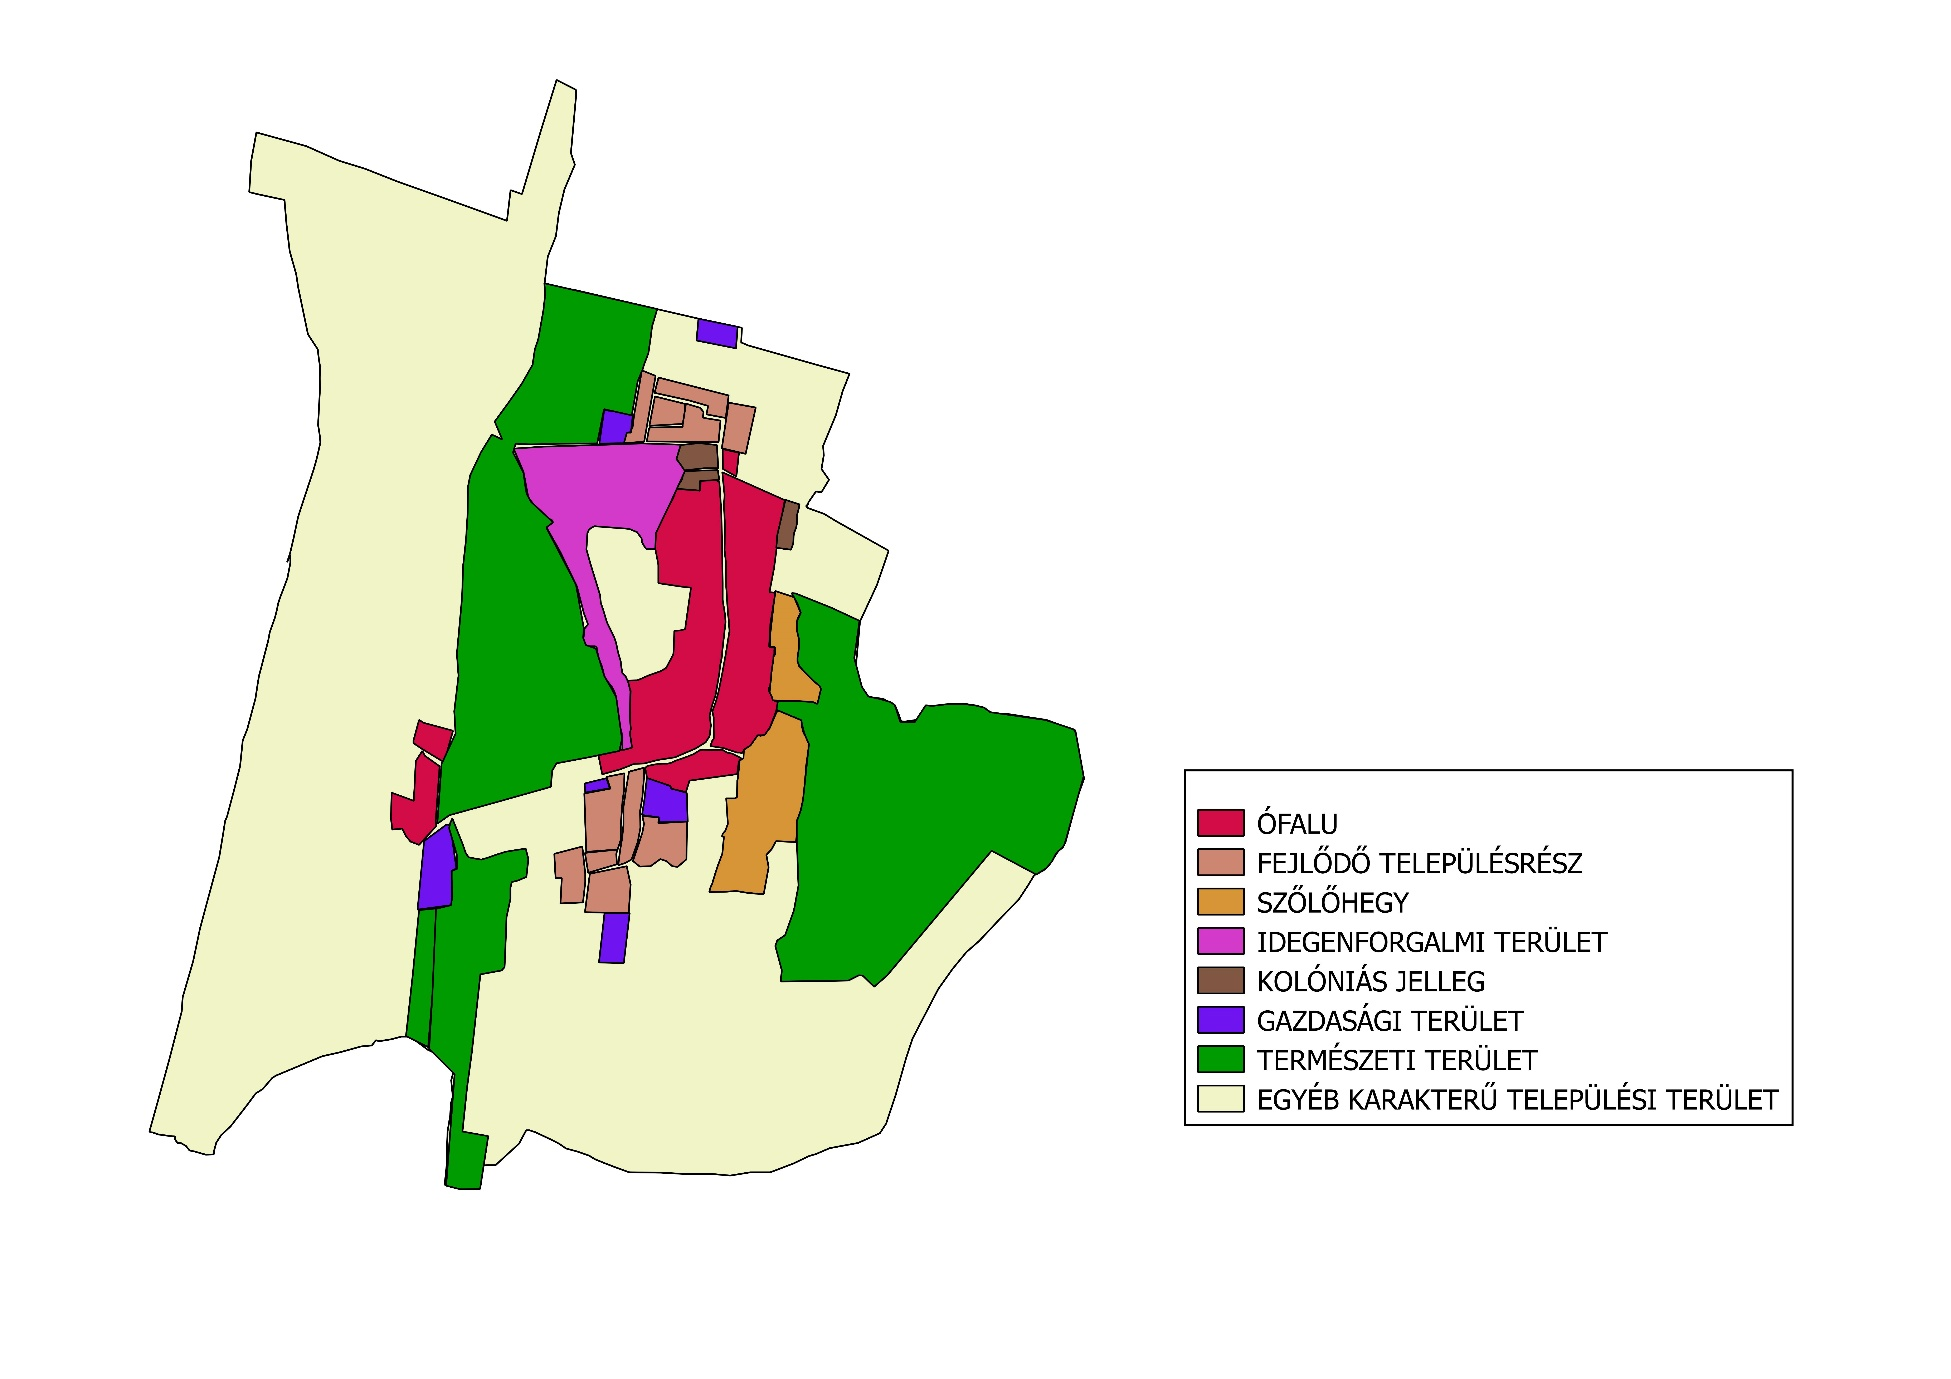 ÓFALU
FEJLŐDŐ TELEPÜLÉSRÉSZ
SZŐLŐHEGY
IDEGENFORGALMI TERÜLET
KOLÓNIÁS JELLEG
GAZDASÁGI TERÜLET
TERMÉSZETI TERÜLET
EGYÉB KARAKTERŰ TELEPÜLÉSI TERÜLET